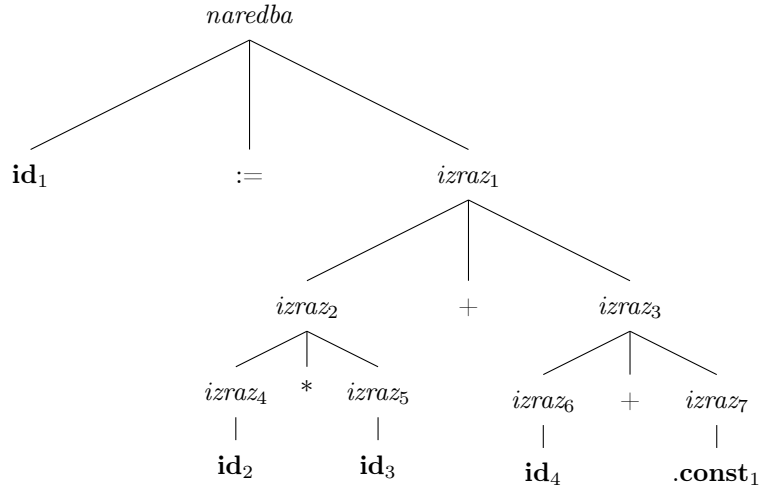 naredba
id₁ := izraz₁
izraz₂ + izraz₃
izraz₄ * izraz₅ izraz₆ + izraz₇
id₂ id₃ id₄ .const₁